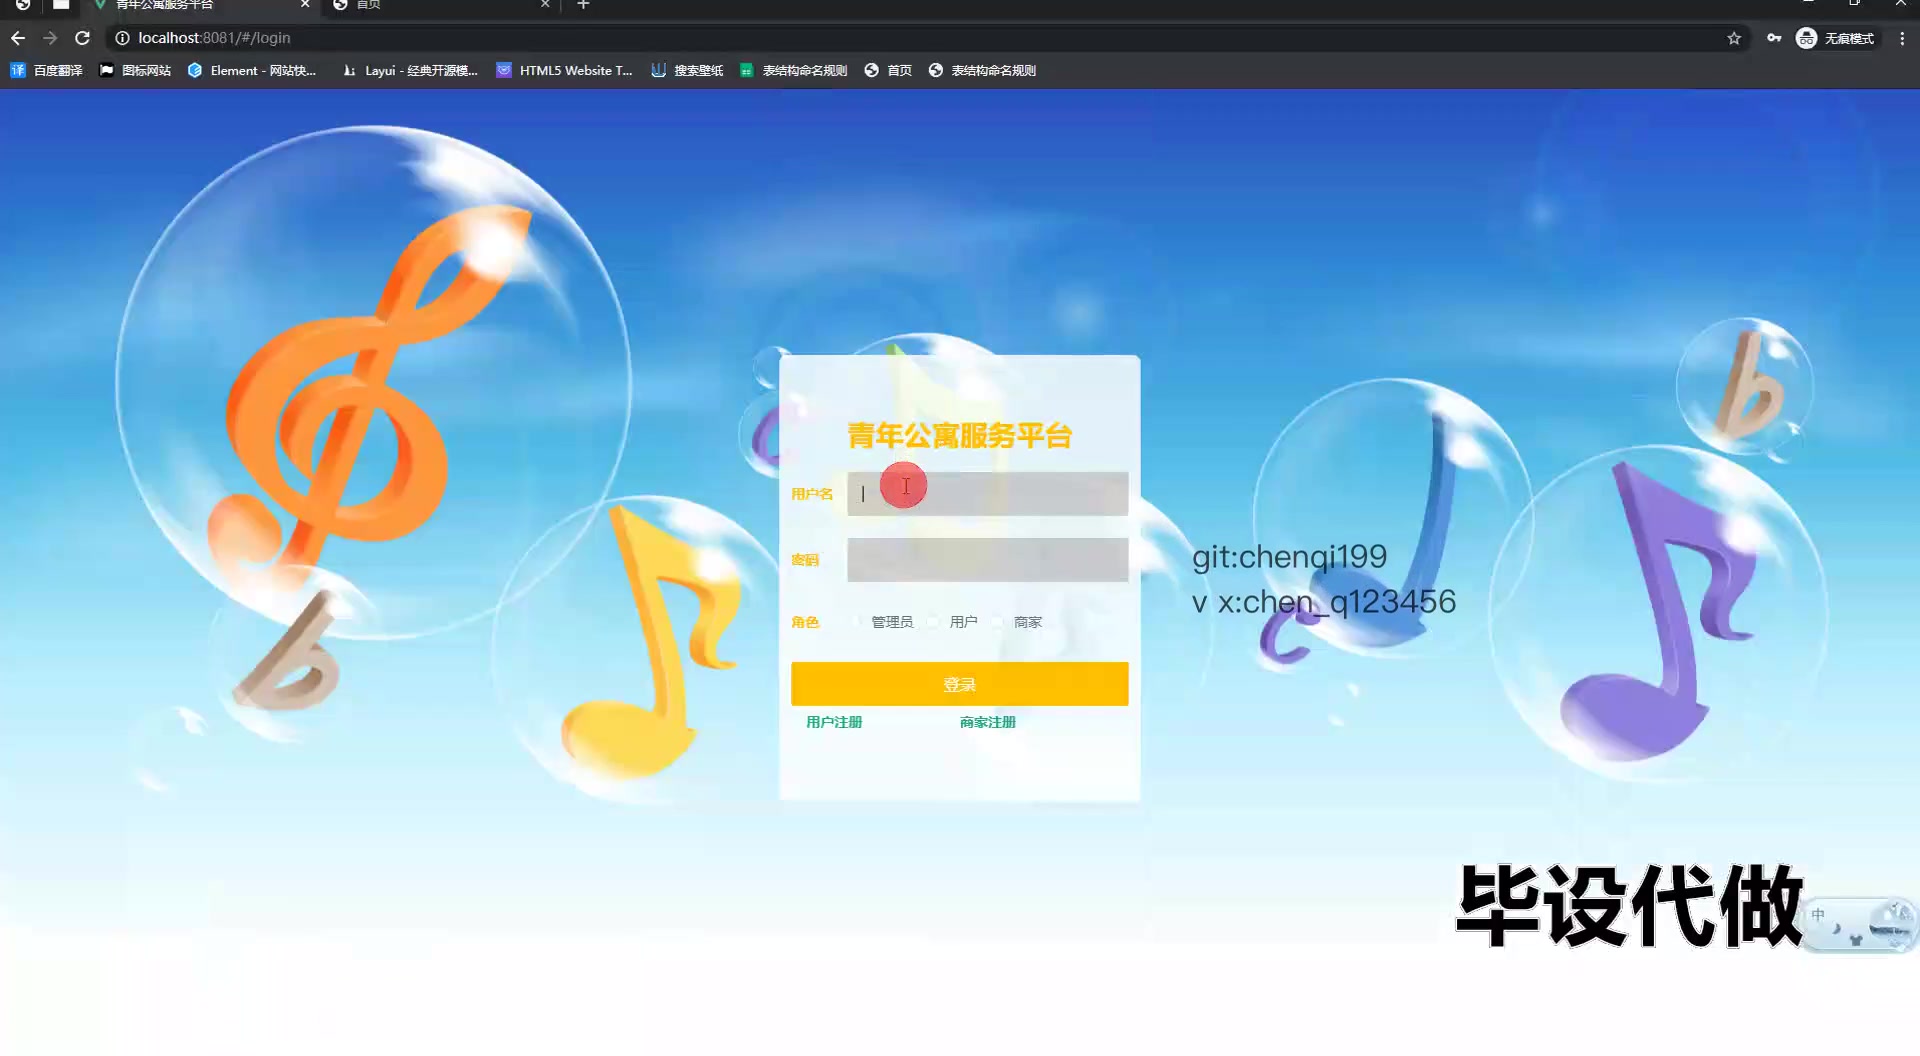 青年公寓服务平台
首页
localhost:8081/#/login
无痕模式
译 百度翻译
图标网站
Element - 网站快...
Layui - 经典开源模...
HTML5 Website T...
搜索壁纸
表结构命名规则
首页
表结构命名规则
青年公寓服务平台
用户名
密码
角色 管理员 用户 商家
登录
用户注册 商家注册
git:chenqi199
v x:chen_q123456
毕设代做
中